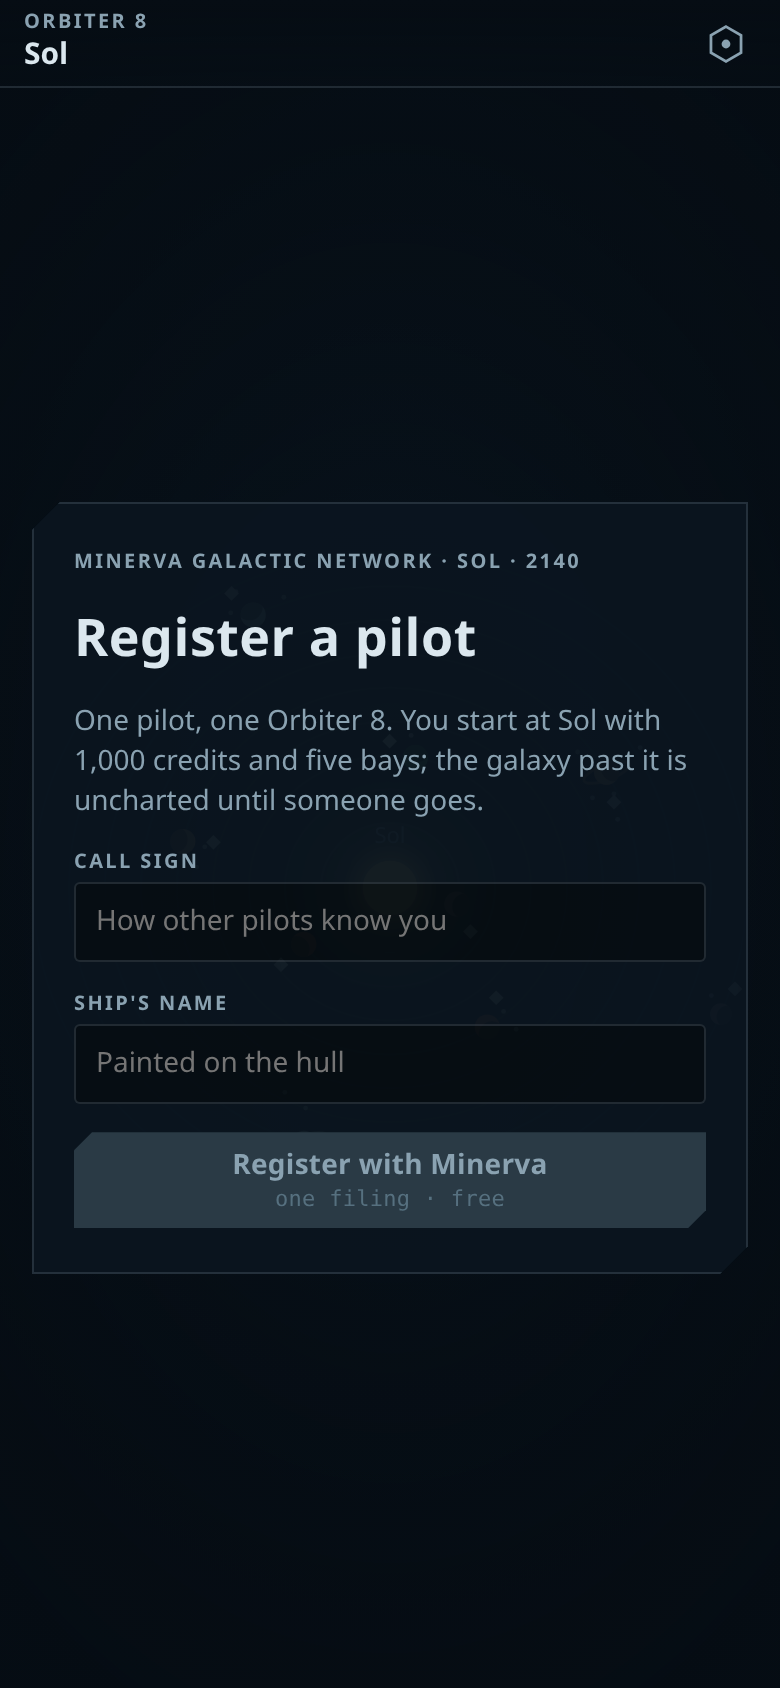 ORBITER 8
Sol
MINERVA GALACTIC NETWORK · SOL · 2140
Register a pilot
One pilot, one Orbiter 8. You start at Sol with
1,000 credits and five bays; the galaxy past it is
uncharted until someone goes.
Sol
CALL SIGN
How other pilots know you
SHIP'S NAME
Painted on the hull
Register with Minerva
one filing · free